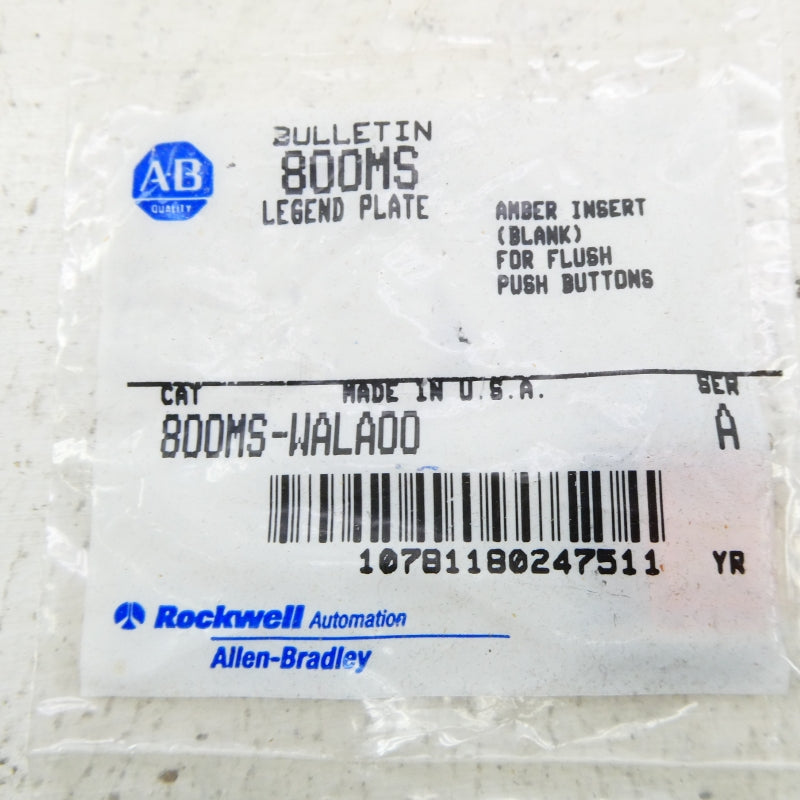 AB
QUALITY
BULLETIN
800MS
LEGEND PLATE
AMBER INSERT
(BLANK)
FOR FLUSH
PUSH BUTTONS
CAT MADE IN U.S.A. SER
800MS-WALA00 A
10781180247511 YR
Rockwell Automation
Allen-Bradley